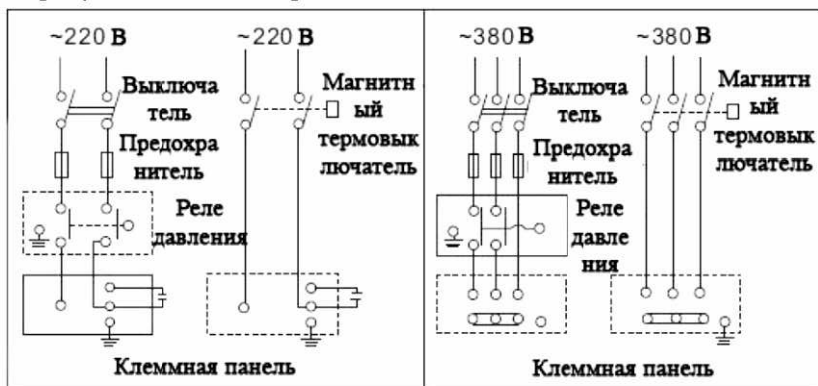 ~220 В
Выключа
тель
Предохра
нитель
Реле
давления
~220 В
Магнитн
ый
термовык
лючатель
Клеммная панель
~380 В
Выключа
тель
Предохра
нитель
Реле
давле
ния
~380 В
Магнитн
ый
термовык
лючатель
Клеммная панель